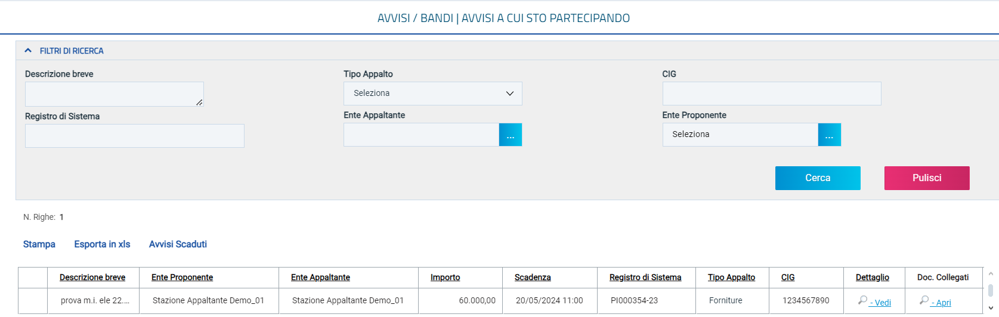 AVVISI / BANDI | AVVISI A CUI STO PARTECIPANDO
FILTRI DI RICERCA
Descrizione breve Tipo Appalto CIG
Seleziona
Registro di Sistema Ente Appaltante Ente Proponente
... Seleziona ...
Cerca Pulisci
N. Righe: 1
Stampa Esporta in xls Avvisi Scaduti
Descrizione breve Ente Proponente Ente Appaltante Importo Scadenza Registro di Sistema Tipo Appalto CIG Dettaglio Doc. Collegati
prova m.i. ele 22.... Stazione Appaltante Demo_01 Stazione Appaltante Demo_01 60.000,00 20/05/2024 11:00 PI000354-23 Forniture 1234567890 - Vedi - Apri